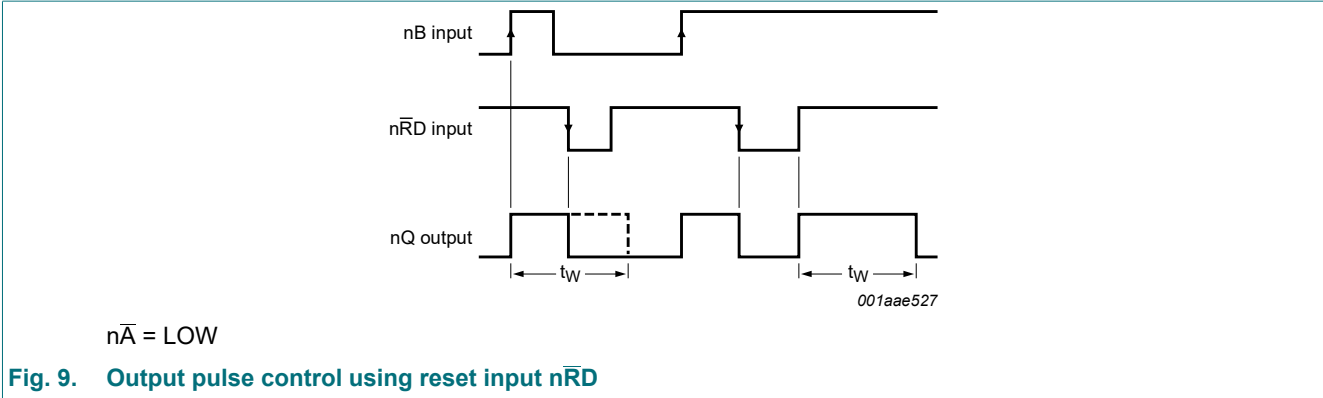 nB input
nR̅D input
nQ output
tW
tW
001aae527
nA̅ = LOW
Fig. 9. Output pulse control using reset input nR̅D